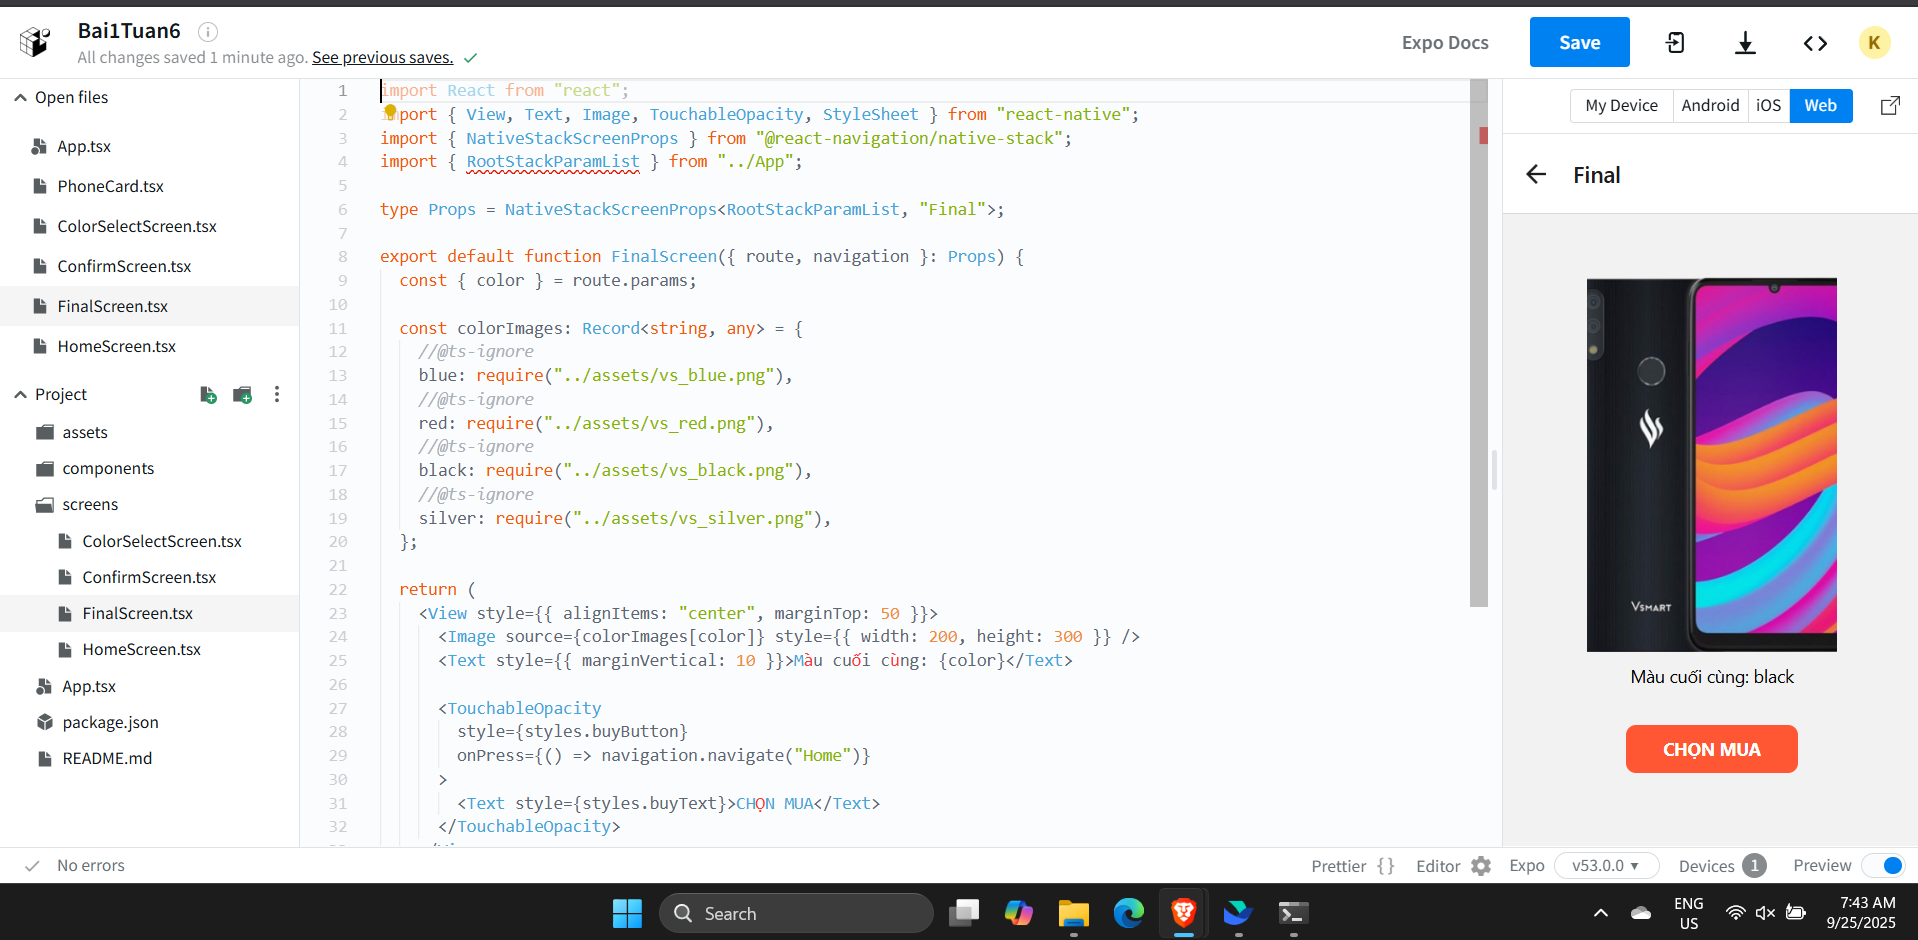 Bai1Tuan6
All changes saved 1 minute ago. See previous saves.
Expo Docs
Save
K
Open files
App.tsx
PhoneCard.tsx
ColorSelectScreen.tsx
ConfirmScreen.tsx
FinalScreen.tsx
HomeScreen.tsx
Project
assets
components
screens
ColorSelectScreen.tsx
ConfirmScreen.tsx
FinalScreen.tsx
HomeScreen.tsx
App.tsx
package.json
README.md
1 import React from "react";
2 import { View, Text, Image, TouchableOpacity, StyleSheet } from "react-native";
3 import { NativeStackScreenProps } from "@react-navigation/native-stack";
4 import { RootStackParamList } from "../App";
5
6 type Props = NativeStackScreenProps<RootStackParamList, "Final">;
7
8 export default function FinalScreen({ route, navigation }: Props) {
9 const { color } = route.params;
10
11 const colorImages: Record<string, any> = {
12 //@ts-ignore
13 blue: require("../assets/vs_blue.png"),
14 //@ts-ignore
15 red: require("../assets/vs_red.png"),
16 //@ts-ignore
17 black: require("../assets/vs_black.png"),
18 //@ts-ignore
19 silver: require("../assets/vs_silver.png"),
20 };
21
22 return (
23 <View style={{ alignItems: "center", marginTop: 50 }}>
24 <Image source={colorImages[color]} style={{ width: 200, height: 300 }} />
25 <Text style={{ marginVertical: 10 }}>Màu cuối cùng: {color}</Text>
26
27 <TouchableOpacity
28 style={styles.buyButton}
29 onPress={() => navigation.navigate("Home")}
30 >
31 <Text style={styles.buyText}>CHỌN MUA</Text>
32 </TouchableOpacity>
My Device
Android
iOS
Web
Final
VSMART
Màu cuối cùng: black
CHỌN MUA
No errors
Prettier {}
Editor
Expo
v53.0.0
Devices 1
Preview
Search
ENG
US
7:43 AM
9/25/2025